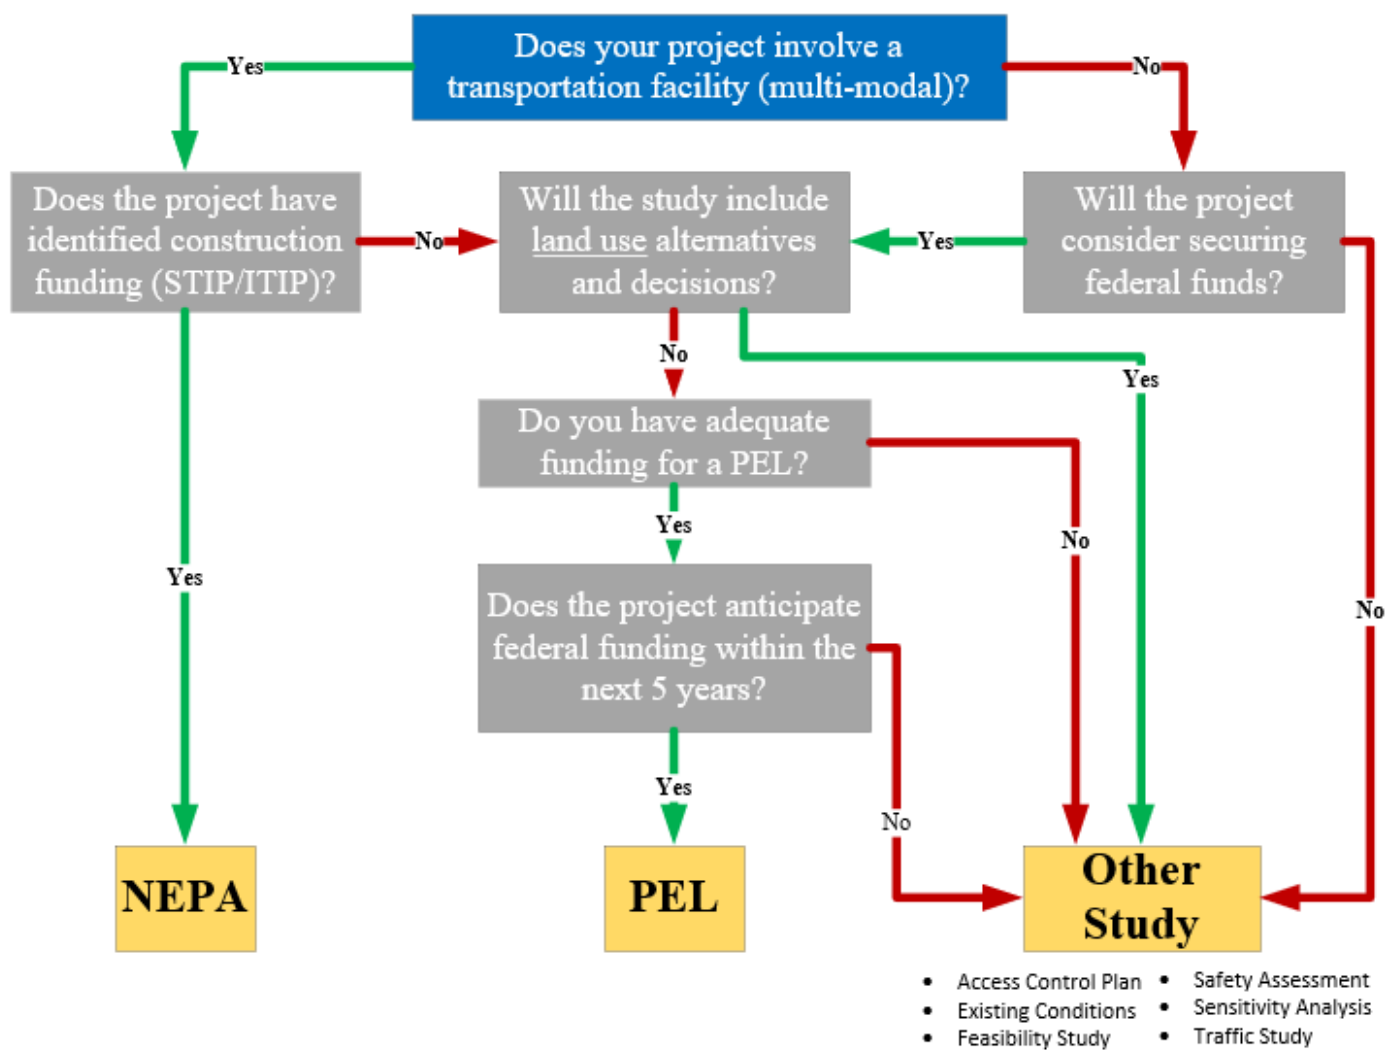 Does your project involve a
transportation facility (multi-modal)?
Yes
No
Does the project have
identified construction
funding (STIP/ITIP)?
No
Will the study include
land use alternatives
and decisions?
Yes
Will the project
consider securing
federal funds?
No
Yes
Do you have adequate
funding for a PEL?
Yes
No
Yes
Does the project anticipate
federal funding within the
next 5 years?
No
Yes
No
NEPA
PEL
Other
Study
• Access Control Plan
• Existing Conditions
• Feasibility Study
• Safety Assessment
• Sensitivity Analysis
• Traffic Study